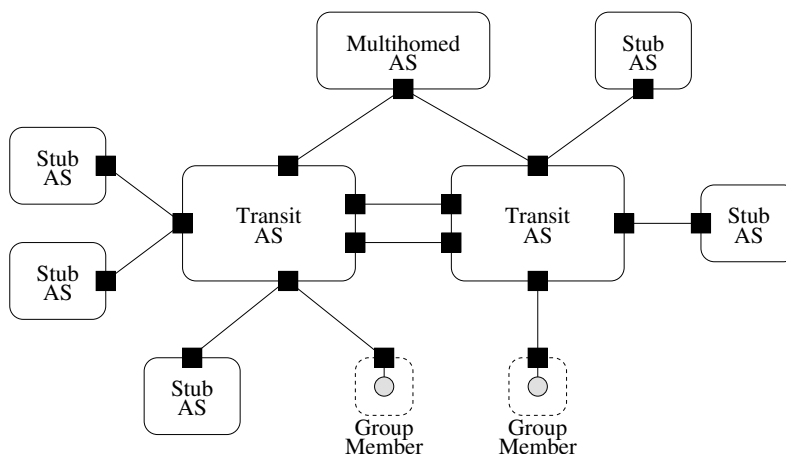 Multihomed
AS
Stub
AS
Stub
AS
Transit
AS
Transit
AS
Stub
AS
Stub
AS
Stub
AS
Group
Member
Group
Member